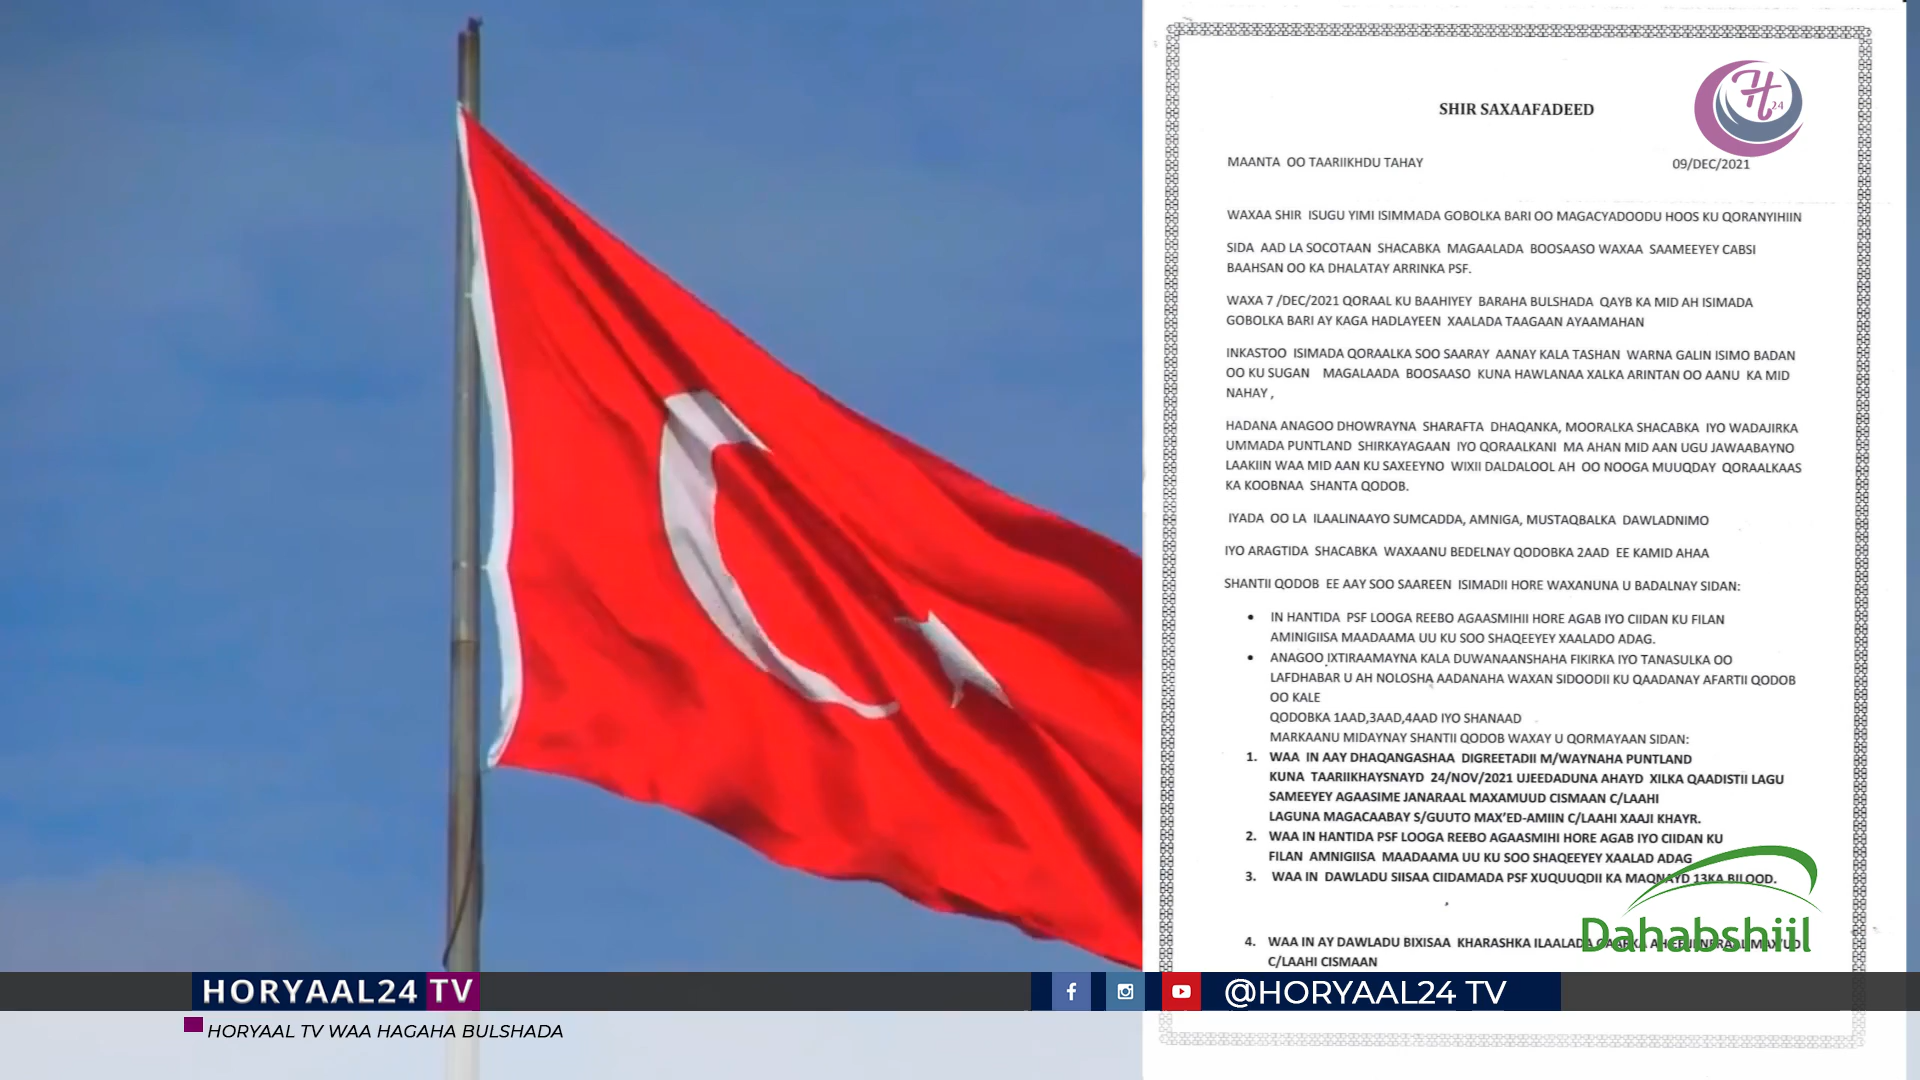 SHIR SAXAAFADEED
H 24
MAANTA OO TAARIIKHDU TAHAY 09/DEC/2021
WAXAA SHIR ISUGU YIMI ISIMMADA GOBOLKA BARI OO MAGACYADOODU HOOS KU QORANYIHIIN
SIDA AAD LA SOCOTAAN SHACABKA MAGAALADA BOOSAASO WAXAA SAAMEEYEY CABSI
BAAHSAN OO KA DHALATAY ARRINKA PSF.
WAXA 7 /DEC/2021 QORAAL KU BAAHIYEY BARAHA BULSHADA QAYB KA MID AH ISIMADA
GOBOLKA BARI AY KAGA HADLAYEEN XAALADA TAAGAAN AYAAMAHAN
INKASTOO ISIMADA QORAALKA SOO SAARAY AANAY KALA TASHAN WARNA GALIN ISIMO BADAN
OO KU SUGAN MAGALAADA BOOSAASO KUNA HAWLANAA XALKA ARINTAN OO AANU KA MID
NAHAY ,
HADANA ANAGOO DHOWRAYNA SHARAFTA DHAQANKA, MOORALKA SHACABKA IYO WADAJIRKA
UMMADA PUNTLAND SHIRKAYAGAAN IYO QORAALKANI MA AHAN MID AAN UGU JAWAABAYNO
LAAKIIN WAA MID AAN KU SAXEEYNO WIXII DALDALOOL AH OO NOOGA MUUQDAY QORAALKAAS
KA KOOBNAA SHANTA QODOB.
IYADA OO LA ILAALINAAYO SUMCADDA, AMNIGA, MUSTAQBALKA DAWLADNIMO
IYO ARAGTIDA SHACABKA WAXAANU BEDELNAY QODOBKA 2AAD EE KAMID AHAA
SHANTII QODOB EE AAY SOO SAAREEN ISIMADII HORE WAXANUNA U BADALNAY SIDAN:
• IN HANTIDA PSF LOOGA REEBO AGAASMIHII HORE AGAB IYO CIIDAN KU FILAN
AMINIGIISA MAADAAMA UU KU SOO SHAQEEYEY XAALADO ADAG.
• ANAGOO IXTIRAAMAYNA KALA DUWANAANSHAHA FIKIRKA IYO TANASULKA OO
LAFDHABAR U AH NOLOSHA AADANAHA WAXAN SIDOODII KU QAADANAY AFARTII QODOB
OO KALE
QODOBKA 1AAD,3AAD,4AAD IYO SHANAAD
MARKAANU MIDAYNAY SHANTII QODOB WAXAY U QORMAYAAN SIDAN:
1. WAA IN AAY DHAQANGASHAA DIGREETADII M/WAYNAHA PUNTLAND
KUNA TAARIIKHAYSNAYD 24/NOV/2021 UJEEDADUNA AHAYD XILKA QAADISTII LAGU
SAMEEYEY AGAASIME JANARAAL MAXAMUUD CISMAAN C/LAAHI
LAGUNA MAGACAABAY S/GUUTO MAX'ED-AMIIN C/LAAHI XAAJI KHAYR.
2. WAA IN HANTIDA PSF LOOGA REEBO AGAASMIHI HORE AGAB IYO CIIDAN KU
FILAN AMNIGIISA MAADAAMA UU KU SOO SHAQEEYEY XAALAD ADAG
3. WAA IN DAWLADU SIISAA CIIDAMADA PSF XUQUUQDII KA MAQNAYD 13KA BILOOD.
4. WAA IN AY DAWLADU BIXISAA KHARASHKA ILAALADA
C/LAAHI CISMAAN
Dahabshiil
HORYAAL24 TV
@HORYAAL24 TV
HORYAAL TV WAA HAGAHA BULSHADA